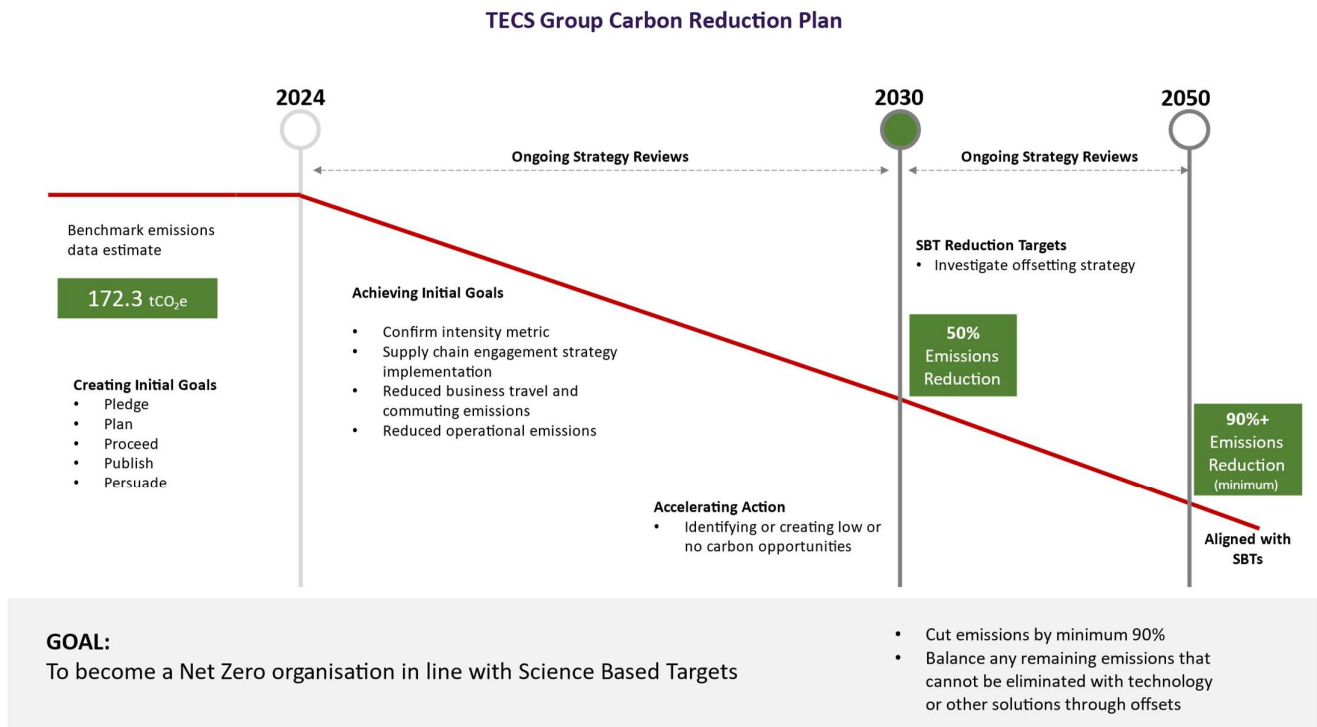 TECS Group Carbon Reduction Plan
2024
2030
2050
Ongoing Strategy Reviews
Ongoing Strategy Reviews
Benchmark emissions
data estimate
172.3 tCO₂e
Creating Initial Goals
• Pledge
• Plan
• Proceed
• Publish
• Persuade
Achieving Initial Goals
• Confirm intensity metric
• Supply chain engagement strategy
implementation
• Reduced business travel and
commuting emissions
• Reduced operational emissions
Accelerating Action
• Identifying or creating low or
no carbon opportunities
SBT Reduction Targets
• Investigate offsetting strategy
50%
Emissions
Reduction
90%+
Emissions
Reduction
(minimum)
Aligned with
SBTs
GOAL:
To become a Net Zero organisation in line with Science Based Targets
• Cut emissions by minimum 90%
• Balance any remaining emissions that
cannot be eliminated with technology
or other solutions through offsets